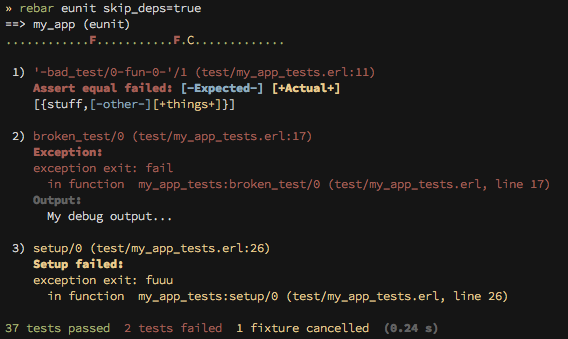 » rebar eunit skip_deps=true
==> my_app (eunit)
............F...........F.C.............
1) '-bad_test/0-fun-0-'/1 (test/my_app_tests.erl:11)
Assert equal failed: [-Expected-] [+Actual+]
[{stuff,[-other-][+things+]}]
2) broken_test/0 (test/my_app_tests.erl:17)
Exception:
exception exit: fail
in function  my_app_tests:broken_test/0 (test/my_app_tests.erl, line 17)
Output:
My debug output...
3) setup/0 (test/my_app_tests.erl:26)
Setup failed:
exception exit: fuuu
in function  my_app_tests:setup/0 (test/my_app_tests.erl, line 26)
37 tests passed  2 tests failed  1 fixture cancelled  (0.24 s)